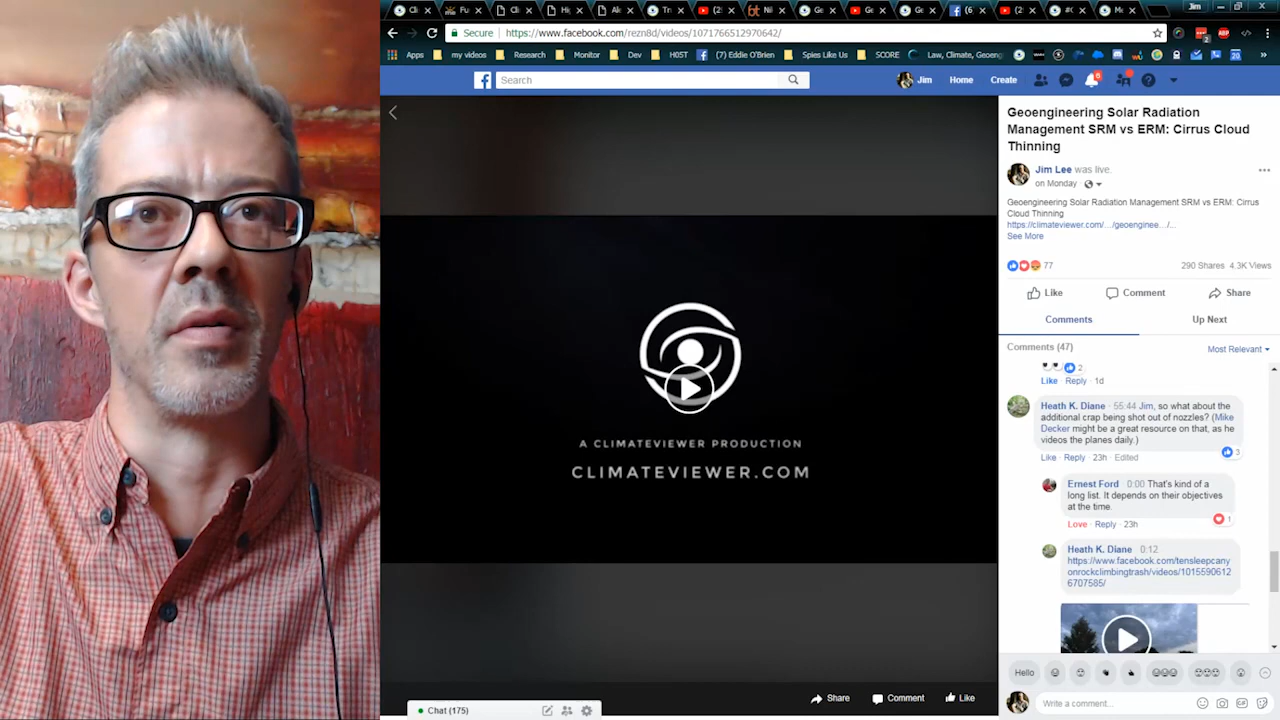 Jim
Secure
https://www.facebook.com/rezn8d/videos/1071766512970642/
Apps
my videos
Research
Monitor
Dev
H0ST
(7) Eddie O'Brien
Spies Like Us
SCORE
Law, Climate, Geoeng
Search
Jim
Home
Create
6
Geoengineering Solar Radiation
Management SRM vs ERM: Cirrus Cloud
Thinning
Jim Lee was live.
on Monday
Geoengineering Solar Radiation Management SRM vs ERM: Cirrus
Cloud Thinning
https://climateviewer.com/.../geoenginee.../...
See More
77
290 Shares 4.3K Views
Like
Comment
Share
Comments
Up Next
Comments (47)
Most Relevant
2
Like Reply 1d
Heath K. Diane · 55:44 Jim, so what about the
additional crap being shot out of nozzles? (Mike
Decker might be a great resource on that, as he
videos the planes daily.)
3
Like · Reply · 23h · Edited
Ernest Ford · 0:00 That's kind of a
long list. It depends on their objectives
at the time.
1
Love · Reply · 23h
Heath K. Diane · 0:12
https://www.facebook.com/tensleepcany
onrockclimbingtrash/videos/1015590612
6707585/
A CLIMATEVIEWER PRODUCTION
CLIMATEVIEWER.COM
Hello
Share
Comment
Like
Write a comment...
Chat (175)